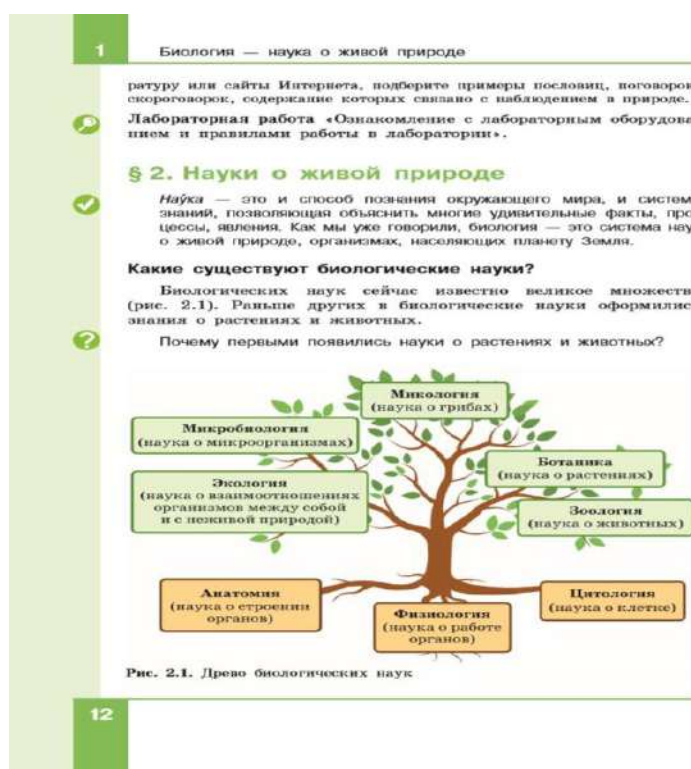 1
Биология — наука о живой природе
ратуру или сайты Интернета, подберите примеры пословиц, поговорок
скороговорок, содержание которых связано с наблюдением в природе.
Лабораторная работа «Ознакомление с лабораторным оборудова
нием и правилами работы в лаборатории».
§ 2. Науки о живой природе
Нау́ка — это и способ познания окружающего мира, и систем
знаний, позволяющая объяснить многие удивительные факты, про
цессы, явления. Как мы уже говорили, биология — это система нау
о живой природе, организмах, населяющих планету Земля.
Какие существуют биологические науки?
Биологических наук сейчас известно великое множеств
(рис. 2.1). Раньше других в биологические науки оформилис
знания о растениях и животных.
?
Почему первыми появились науки о растениях и животных?
Микология
(наука о грибах)
Микробиология
(наука о микроорганизмах)
Ботаника
(наука о растениях)
Экология
(наука о взаимоотношениях
организмов между собой
и с неживой природой)
Зоология
(наука о животных)
Анатомия
(наука о строении
органов)
Физиология
(наука о работе
органов)
Цитология
(наука о клетке)
Рис. 2.1. Древо биологических наук
12